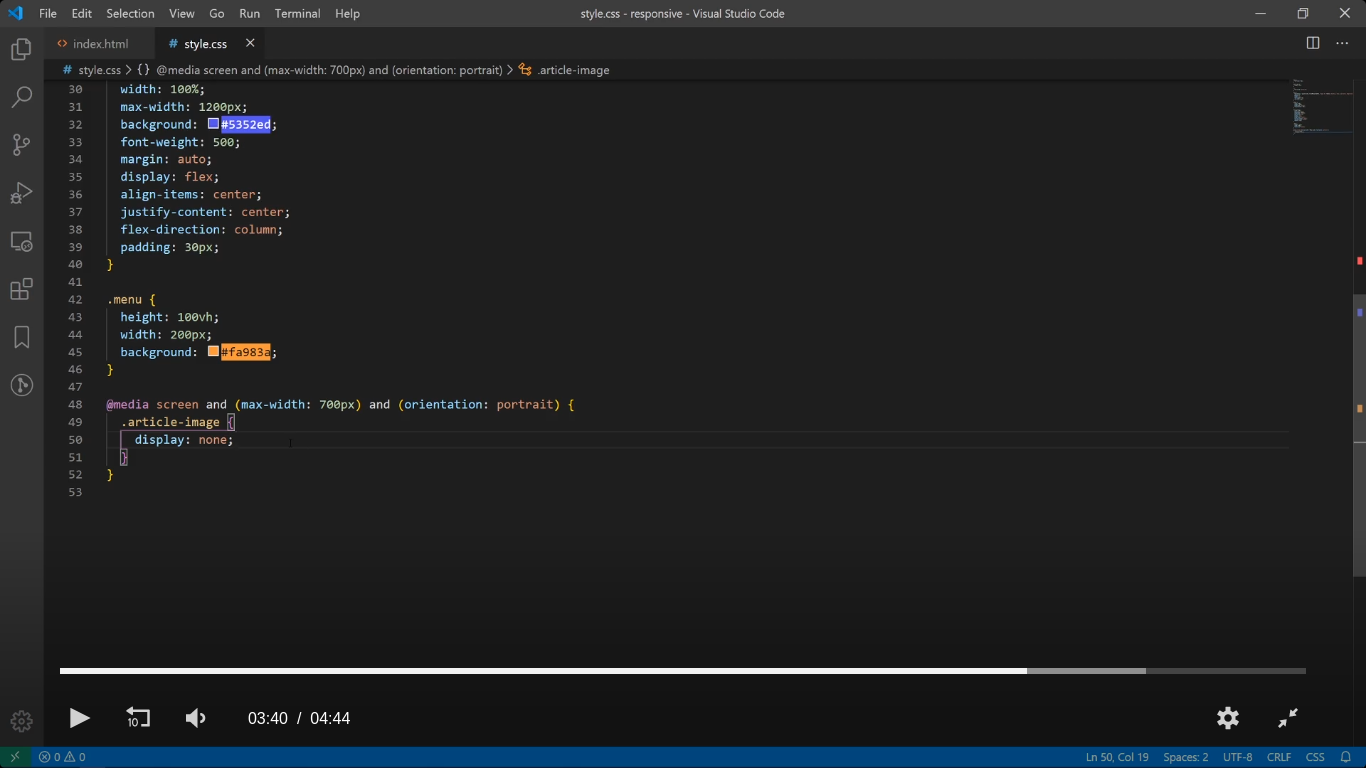 File Edit Selection View Go Run Terminal Help
style.css - responsive - Visual Studio Code
index.html
# style.css
# style.css > {} @media screen and (max-width: 700px) and (orientation: portrait) > .article-image
30 width: 100%;
31 max-width: 1200px;
32 background: #5352ed;
33 font-weight: 500;
34 margin: auto;
35 display: flex;
36 align-items: center;
37 justify-content: center;
38 flex-direction: column;
39 padding: 30px;
40 }
41
42 .menu {
43 height: 100vh;
44 width: 200px;
45 background: #fa983a;
46 }
47
48 @media screen and (max-width: 700px) and (orientation: portrait) {
49 .article-image {
50 display: none;
51 }
52 }
53
10
03:40 / 04:44
0 0
Ln 50, Col 19 Spaces: 2 UTF-8 CRLF CSS